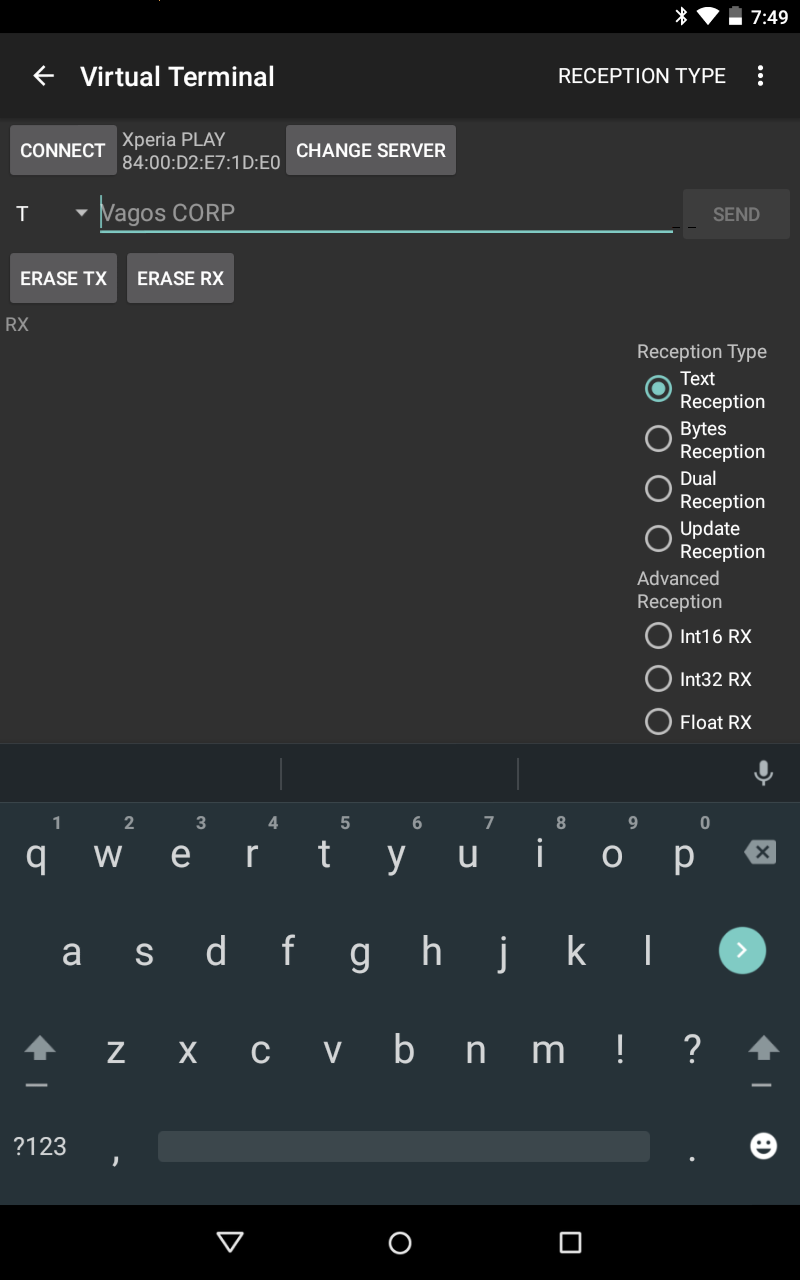 7:49
Virtual Terminal RECEPTION TYPE
CONNECT Xperia PLAY CHANGE SERVER
84:00:D2:E7:1D:E0
T Vagos CORP SEND
ERASE TX ERASE RX
RX
Reception Type
Text
Reception
Bytes
Reception
Dual
Reception
Update
Reception
Advanced
Reception
Int16 RX
Int32 RX
Float RX
1 2 3 4 5 6 7 8 9 0
q w e r t y u i o p
a s d f g h j k l
z x c v b n m ! ?
?123 , .